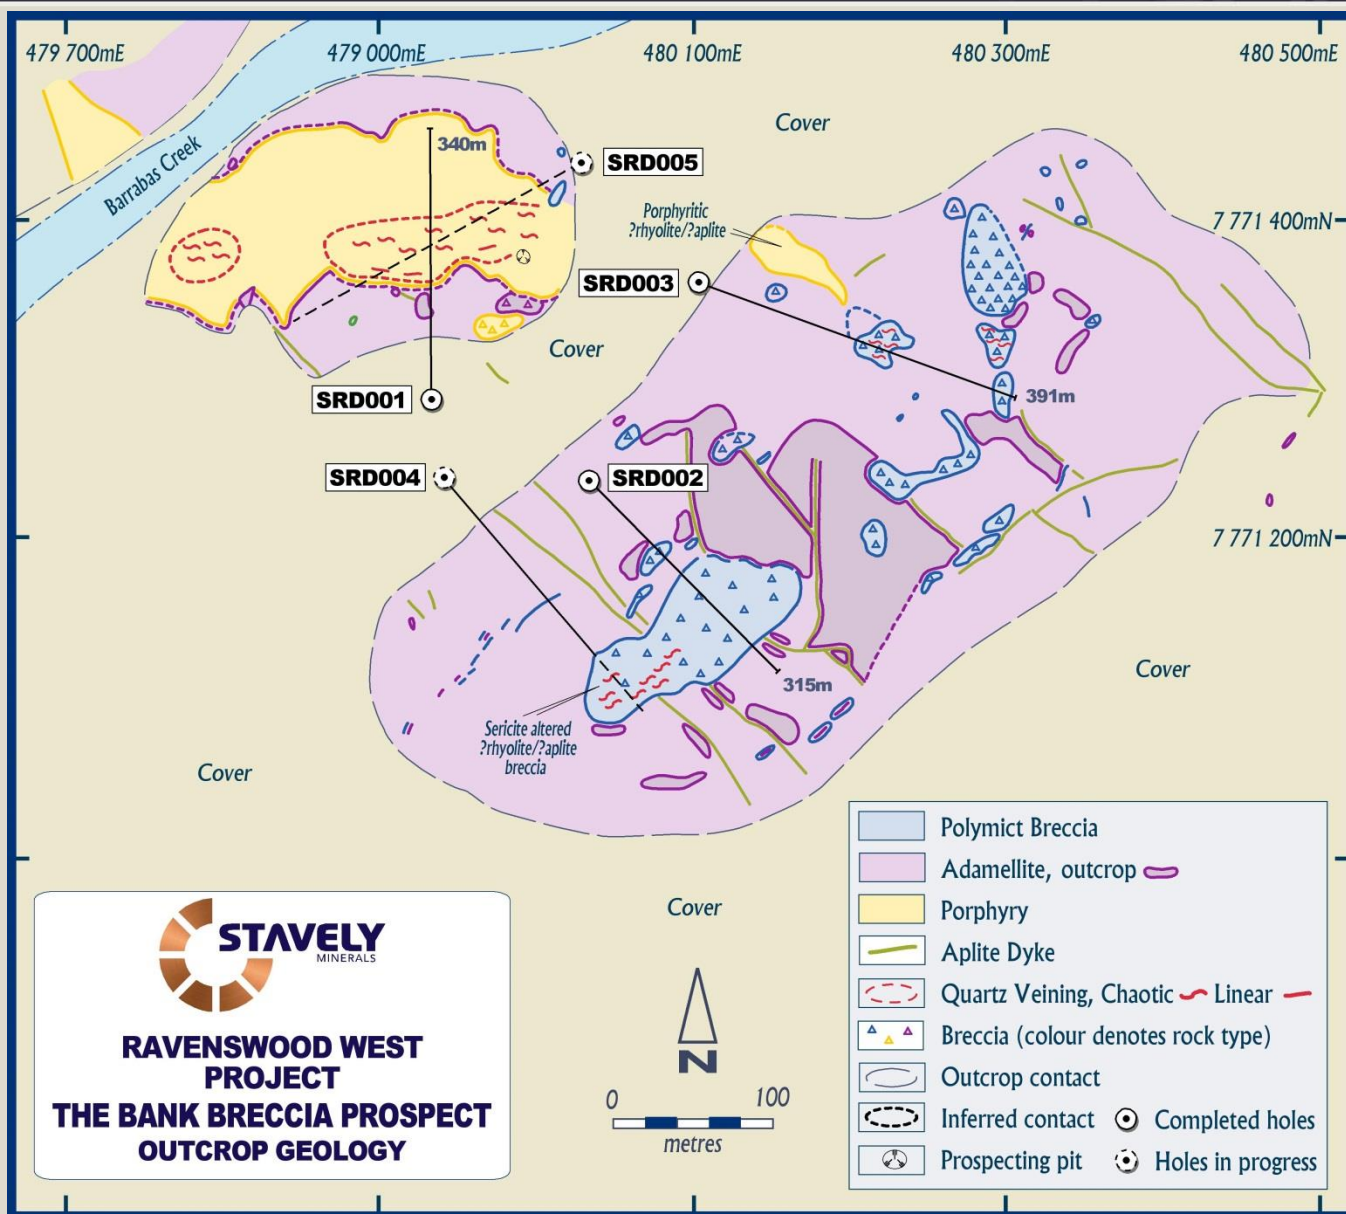 479 700mE
479 000mE
480 100mE
480 300mE
480 500mE
Cover
Barrabas Creek
340m
SRD005
Porphyritic
?rhyolite/?aplite
7 771 400mN
SRD003
Cover
SRD001
391m
SRD004
SRD002
7 771 200mN
Cover
315m
Sericite altered
?rhyolite/?aplite
breccia
Cover
Cover
Polymict Breccia
Adamellite, outcrop
Porphyry
Aplite Dyke
Quartz Veining, Chaotic Linear
Breccia (colour denotes rock type)
Outcrop contact
Inferred contact Completed holes
Prospecting pit Holes in progress
STAVELY
MINERALS
RAVENSWOOD WEST
PROJECT
THE BANK BRECCIA PROSPECT
OUTCROP GEOLOGY
N
0 100
metres